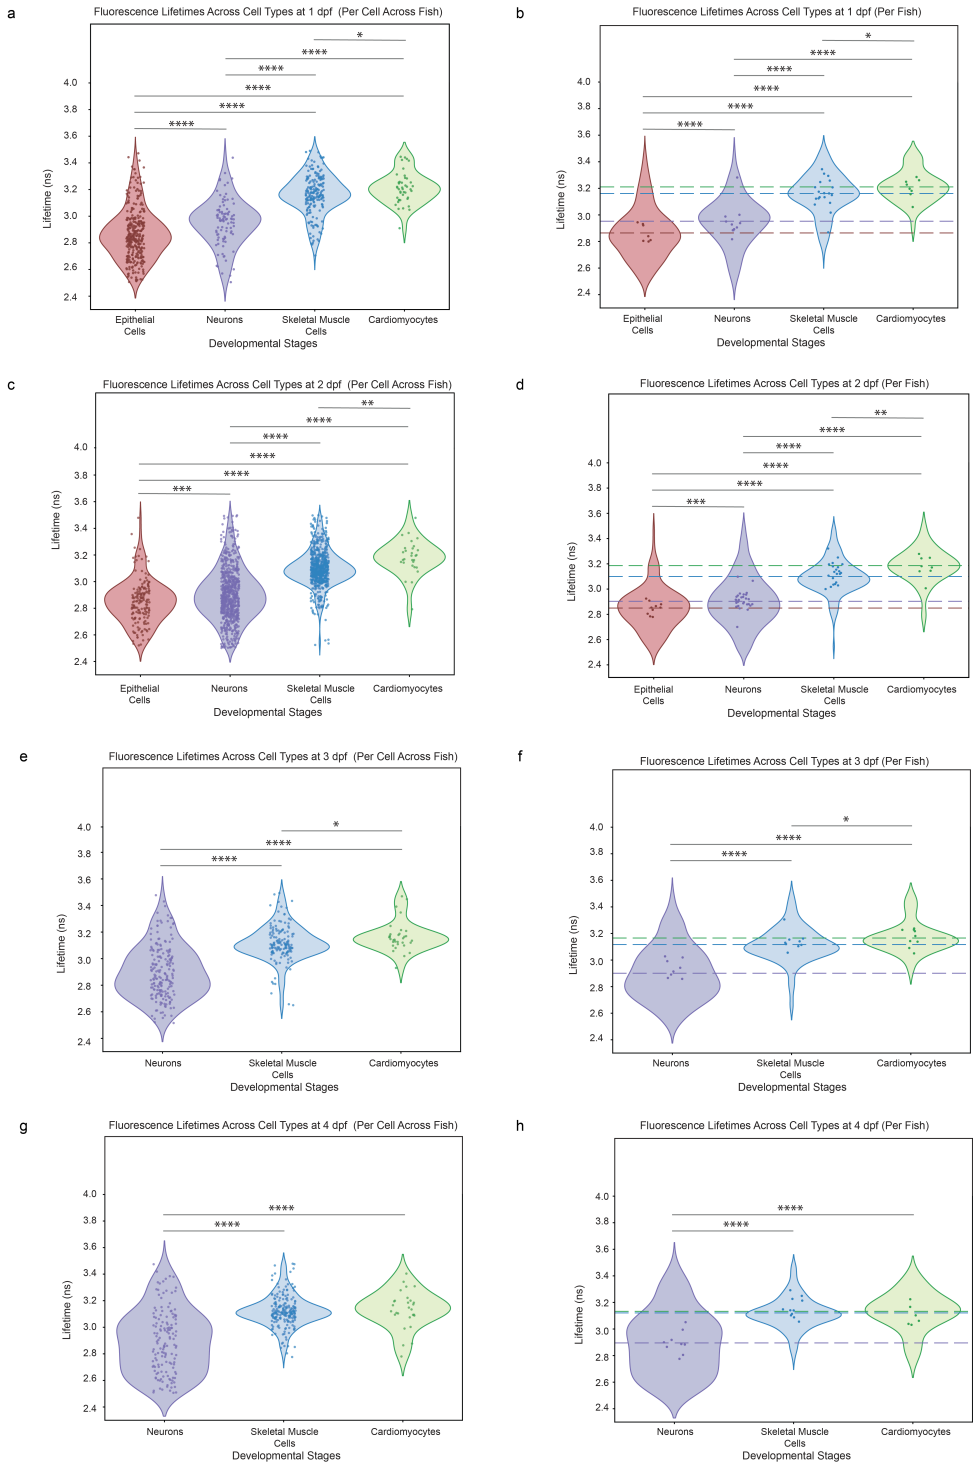 a
Fluorescence Lifetimes Across Cell Types at 1 dpf (Per Cell Across Fish)
*
****
****
****
****
****
4.0
3.8
3.6
3.4
3.2
3.0
2.8
2.6
2.4
Lifetime (ns)
Epithelial Cells
Neurons
Skeletal Muscle Cells
Cardiomyocytes
Developmental Stages
b
Fluorescence Lifetimes Across Cell Types at 1 dpf (Per Fish)
*
****
****
****
****
****
4.0
3.8
3.6
3.4
3.2
3.0
2.8
2.6
2.4
Lifetime (ns)
Epithelial Cells
Neurons
Skeletal Muscle Cells
Cardiomyocytes
Developmental Stages
c
Fluorescence Lifetimes Across Cell Types at 2 dpf (Per Cell Across Fish)
**
****
****
****
****
***
4.0
3.8
3.6
3.4
3.2
3.0
2.8
2.6
2.4
Lifetime (ns)
Epithelial Cells
Neurons
Skeletal Muscle Cells
Cardiomyocytes
Developmental Stages
d
Fluorescence Lifetimes Across Cell Types at 2 dpf (Per Fish)
**
****
****
****
****
***
4.0
3.8
3.6
3.4
3.2
3.0
2.8
2.6
2.4
Lifetime (ns)
Epithelial Cells
Neurons
Skeletal Muscle Cells
Cardiomyocytes
Developmental Stages
e
Fluorescence Lifetimes Across Cell Types at 3 dpf (Per Cell Across Fish)
*
****
****
4.0
3.8
3.6
3.4
3.2
3.0
2.8
2.6
2.4
Lifetime (ns)
Neurons
Skeletal Muscle Cells
Cardiomyocytes
Developmental Stages
f
Fluorescence Lifetimes Across Cell Types at 3 dpf (Per Fish)
*
****
****
4.0
3.8
3.6
3.4
3.2
3.0
2.8
2.6
2.4
Lifetime (ns)
Neurons
Skeletal Muscle Cells
Cardiomyocytes
Developmental Stages
g
Fluorescence Lifetimes Across Cell Types at 4 dpf (Per Cell Across Fish)
****
****
4.0
3.8
3.6
3.4
3.2
3.0
2.8
2.6
2.4
Lifetime (ns)
Neurons
Skeletal Muscle Cells
Cardiomyocytes
Developmental Stages
h
Fluorescence Lifetimes Across Cell Types at 4 dpf (Per Fish)
****
****
4.0
3.8
3.6
3.4
3.2
3.0
2.8
2.6
2.4
Lifetime (ns)
Neurons
Skeletal Muscle Cells
Cardiomyocytes
Developmental Stages